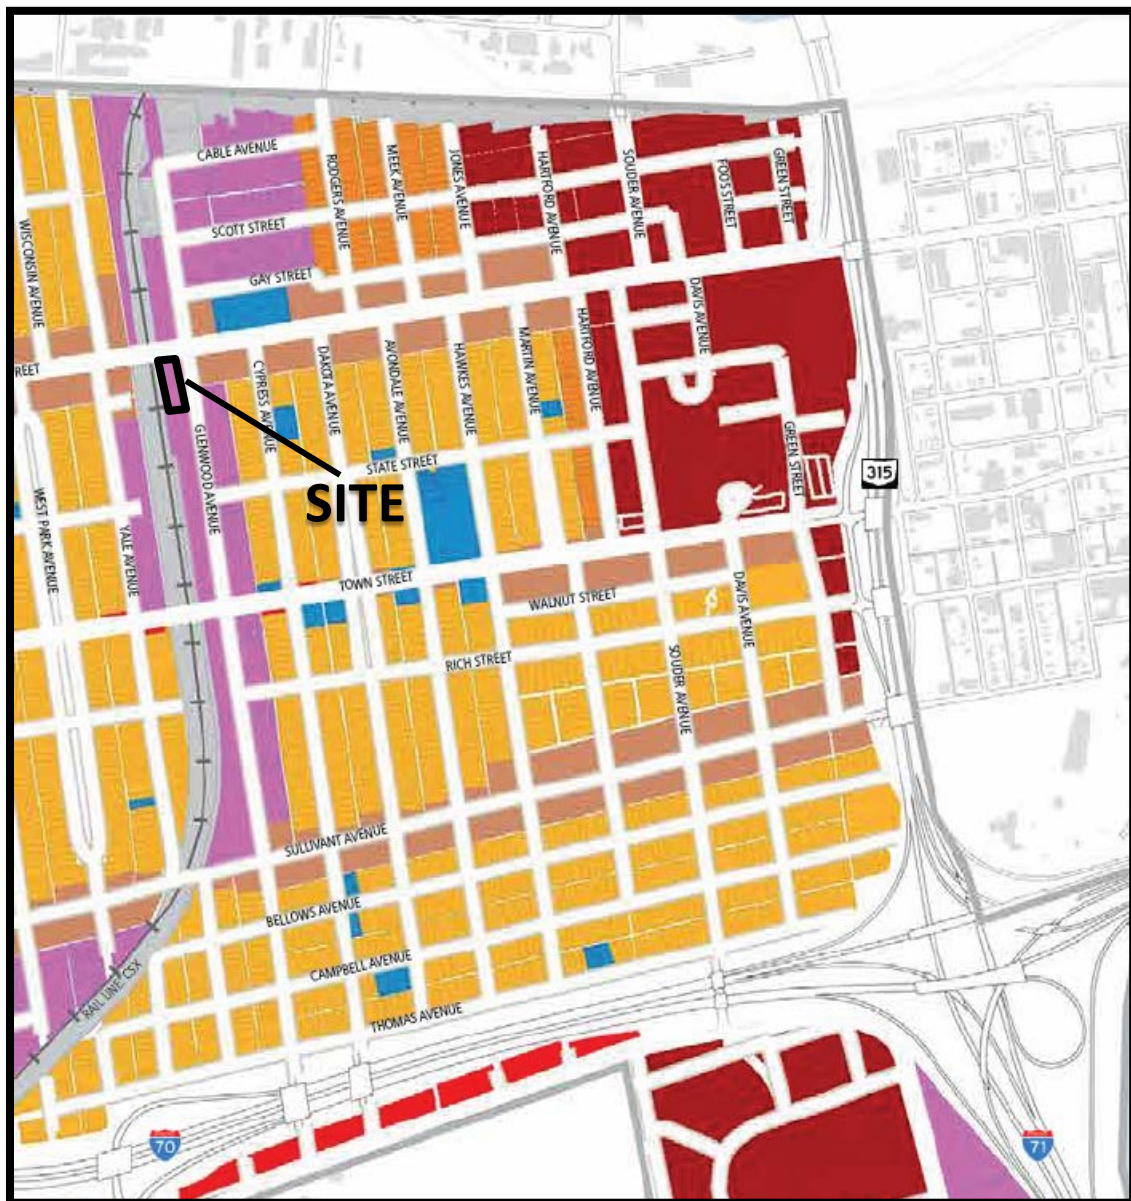 CABLE AVENUE
RODGERS AVENUE
MEEK AVENUE
JONES AVENUE
HARTFORD AVENUE
SOUDER AVENUE
FOOS STREET
GREEN STREET
WISCONSIN AVENUE
SCOTT STREET
GAY STREET
DAVIS AVENUE
REET
CYPRESS AVENUE
DAKOTA AVENUE
AVONDALE AVENUE
HAWKES AVENUE
MARTIN AVENUE
HARTFORD AVENUE
GLENWOOD AVENUE
STATE STREET
GREEN STREET
315
SITE
WEST PARK AVENUE
YALE AVENUE
TOWN STREET
WALNUT STREET
DAVIS AVENUE
RICH STREET
SOUDER AVENUE
SULLIVANT AVENUE
BELLOWS AVENUE
CAMPBELL AVENUE
RAIL LINE, CSX
THOMAS AVENUE
70
71